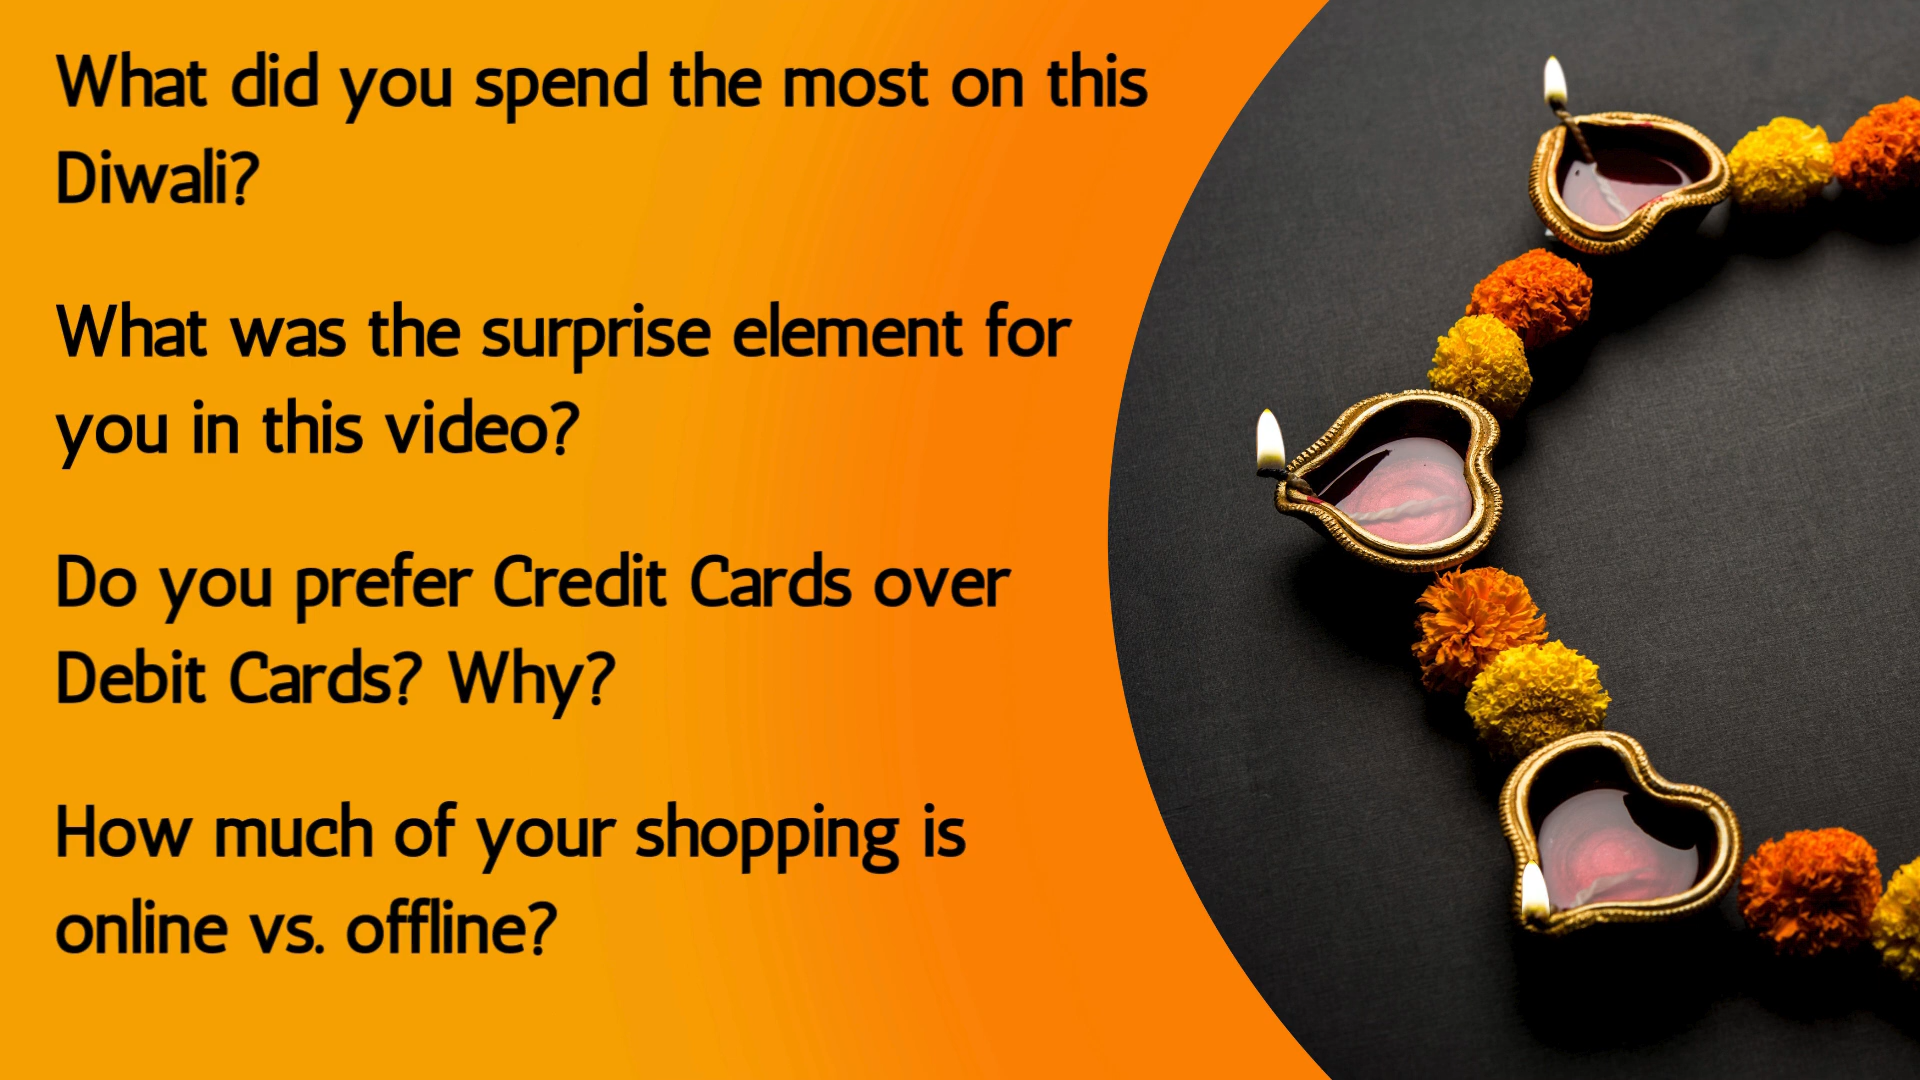 What did you spend the most on this
Diwali?
What was the surprise element for
you in this video?
Do you prefer Credit Cards over
Debit Cards? Why?
How much of your shopping is
online vs. offline?